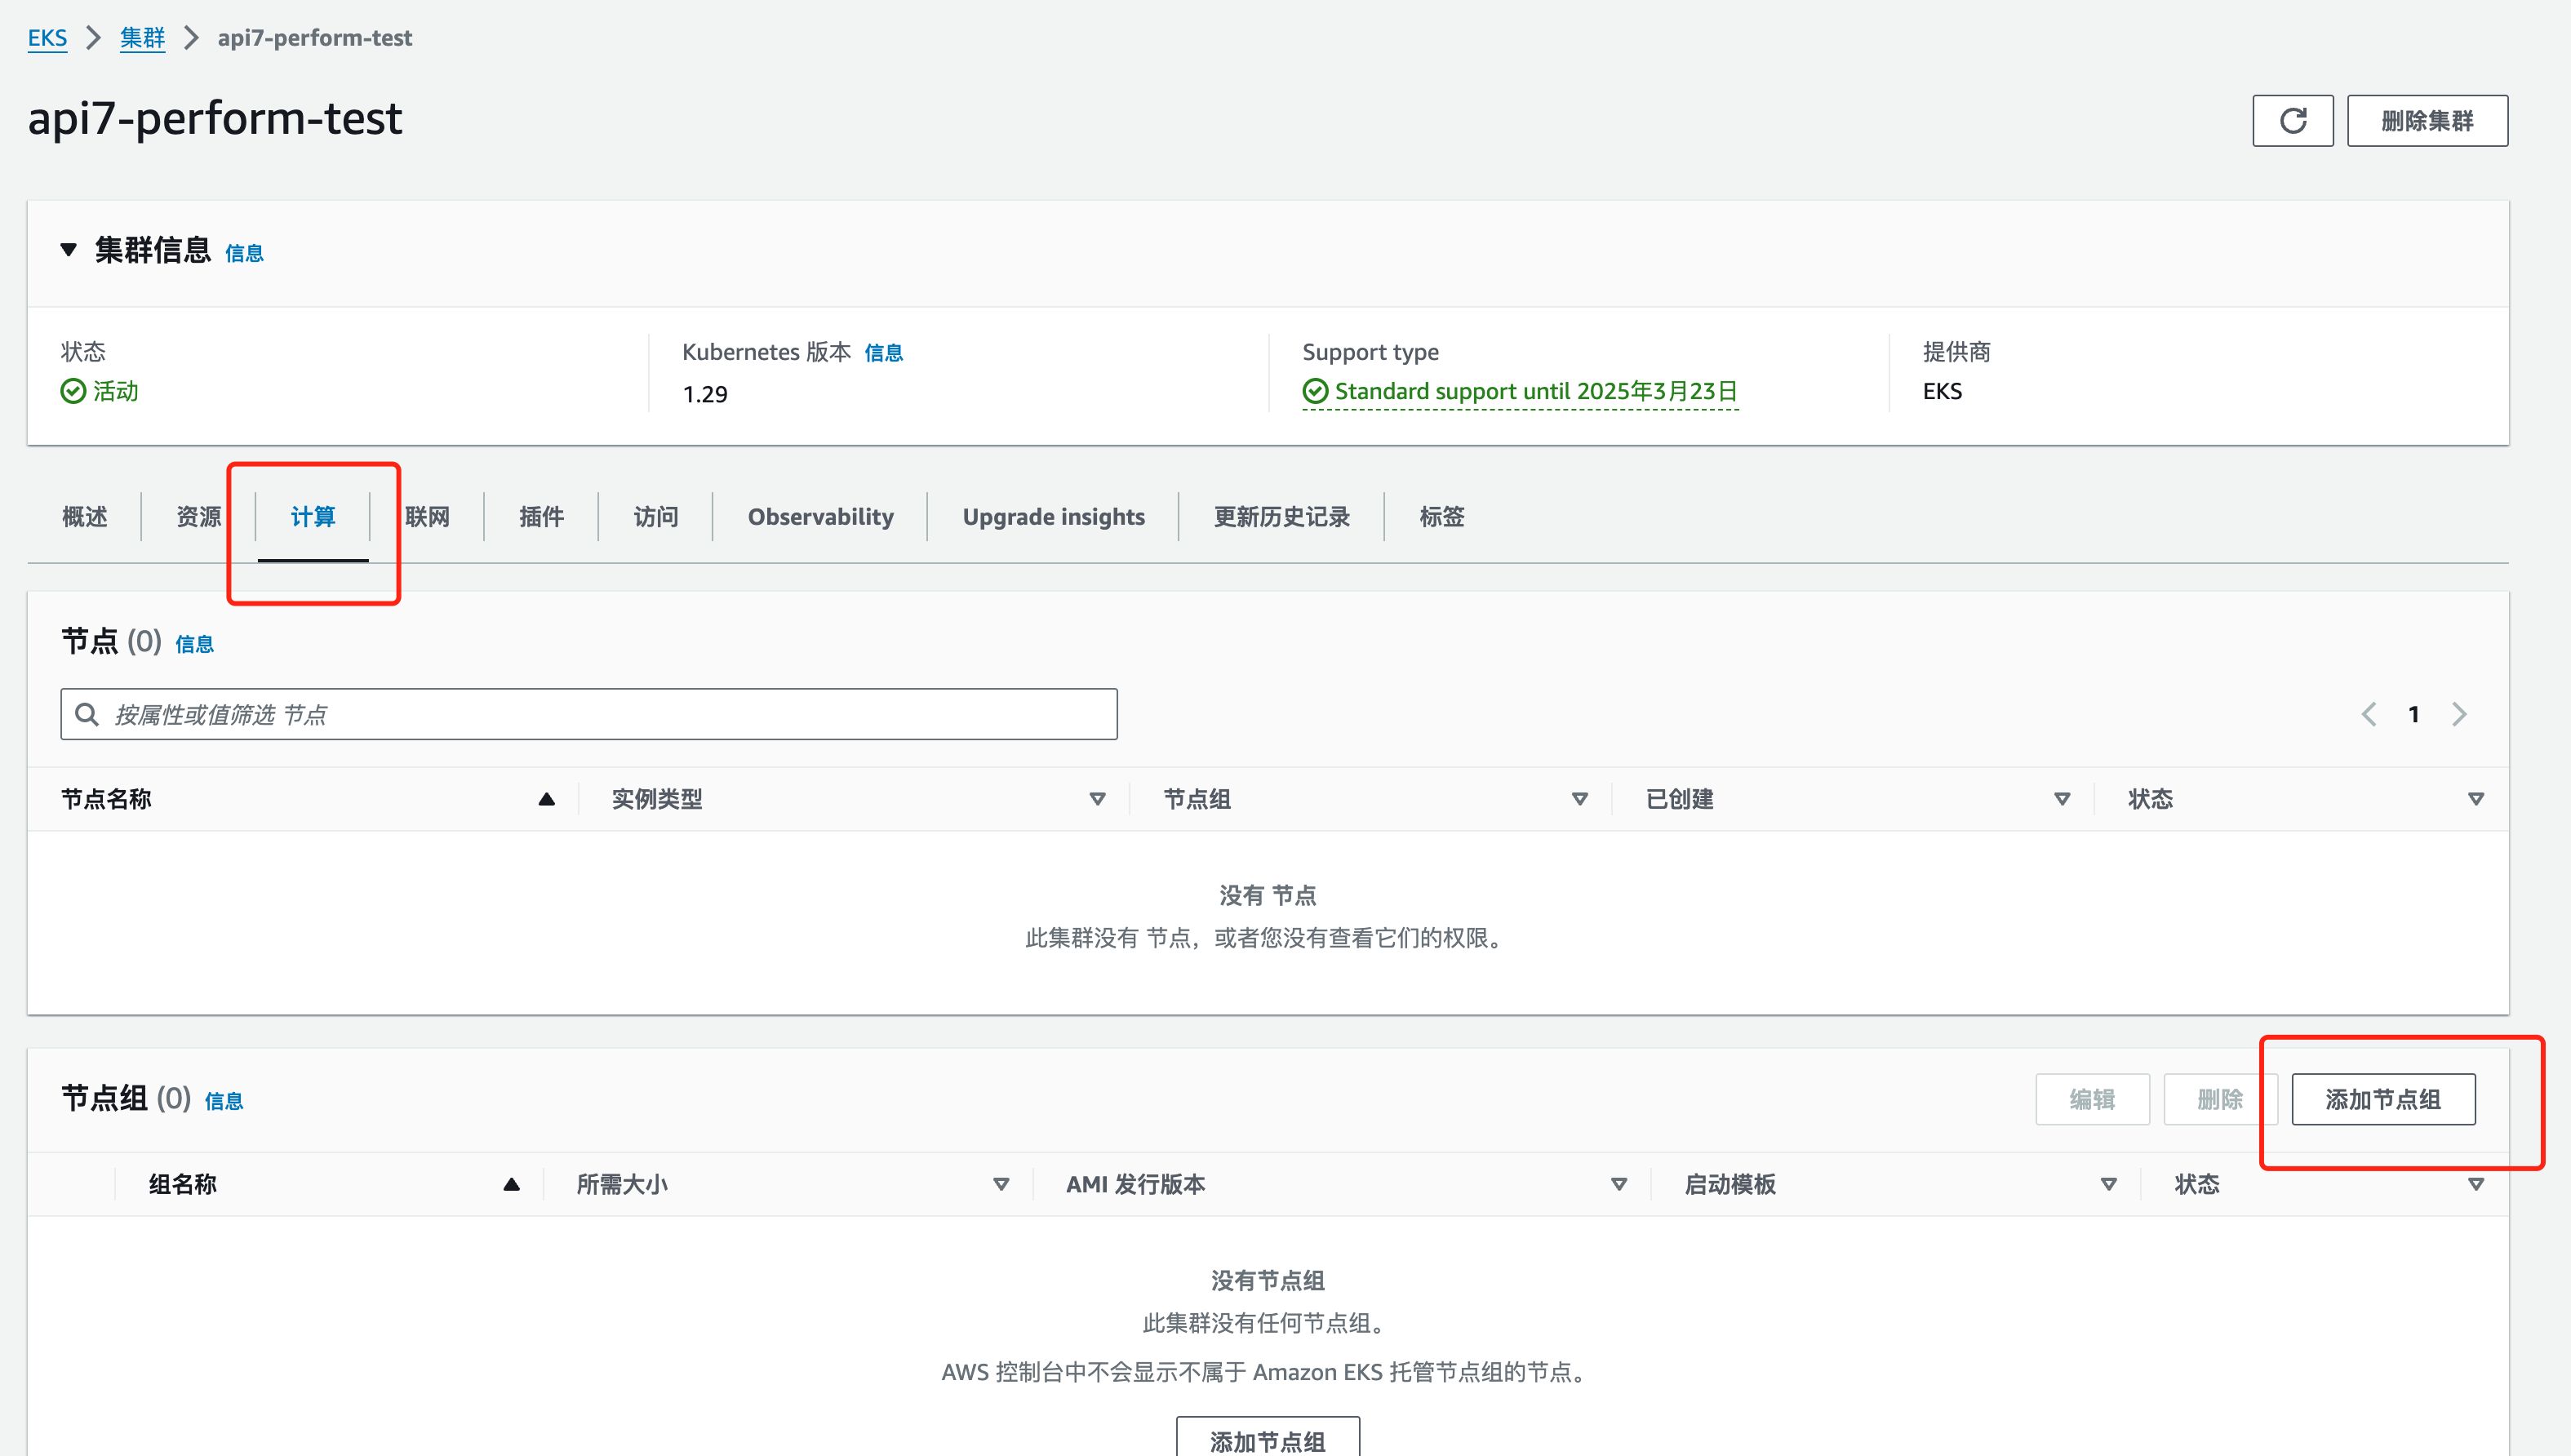 EKS 集群 api7-perform-test
api7-perform-test
删除集群
集群信息 信息
状态
活动
Kubernetes 版本 信息
1.29
Support type
Standard support until 2025年3月23日
提供商
EKS
概述 资源 计算 联网 插件 访问 Observability Upgrade insights 更新历史记录 标签
节点 (0) 信息
按属性或值筛选 节点
1
节点名称 实例类型 节点组 已创建 状态
没有 节点
此集群没有 节点，或者您没有查看它们的权限。
节点组 (0) 信息
编辑 删除 添加节点组
组名称 所需大小 AMI 发行版本 启动模板 状态
没有节点组
此集群没有任何节点组。
AWS 控制台中不会显示不属于 Amazon EKS 托管节点组的节点。
添加节点组